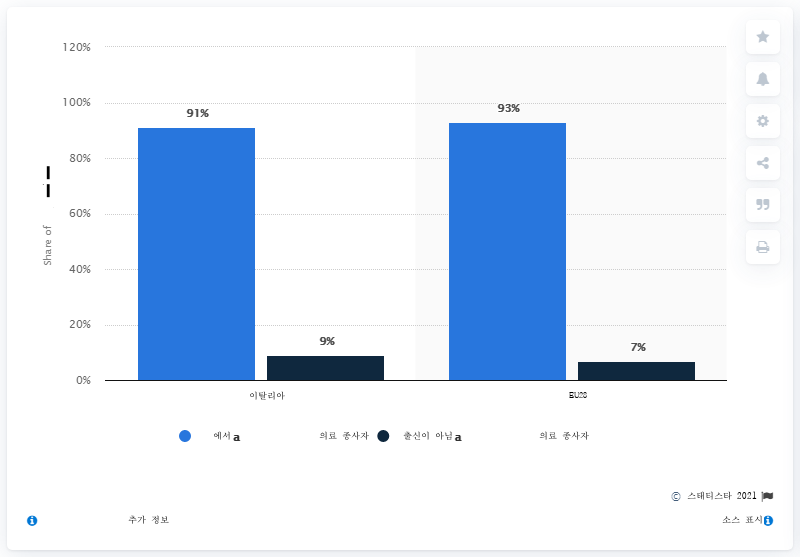 120%
100%
80%
60%
40%
20%
0%
Share of
91%
9%
93%
7%
이탈리아
EU28
에서 a 의료 종사자
출신이 아님 a 의료 종사자
© 스태티스타 2021
추가 정보
소스 표시